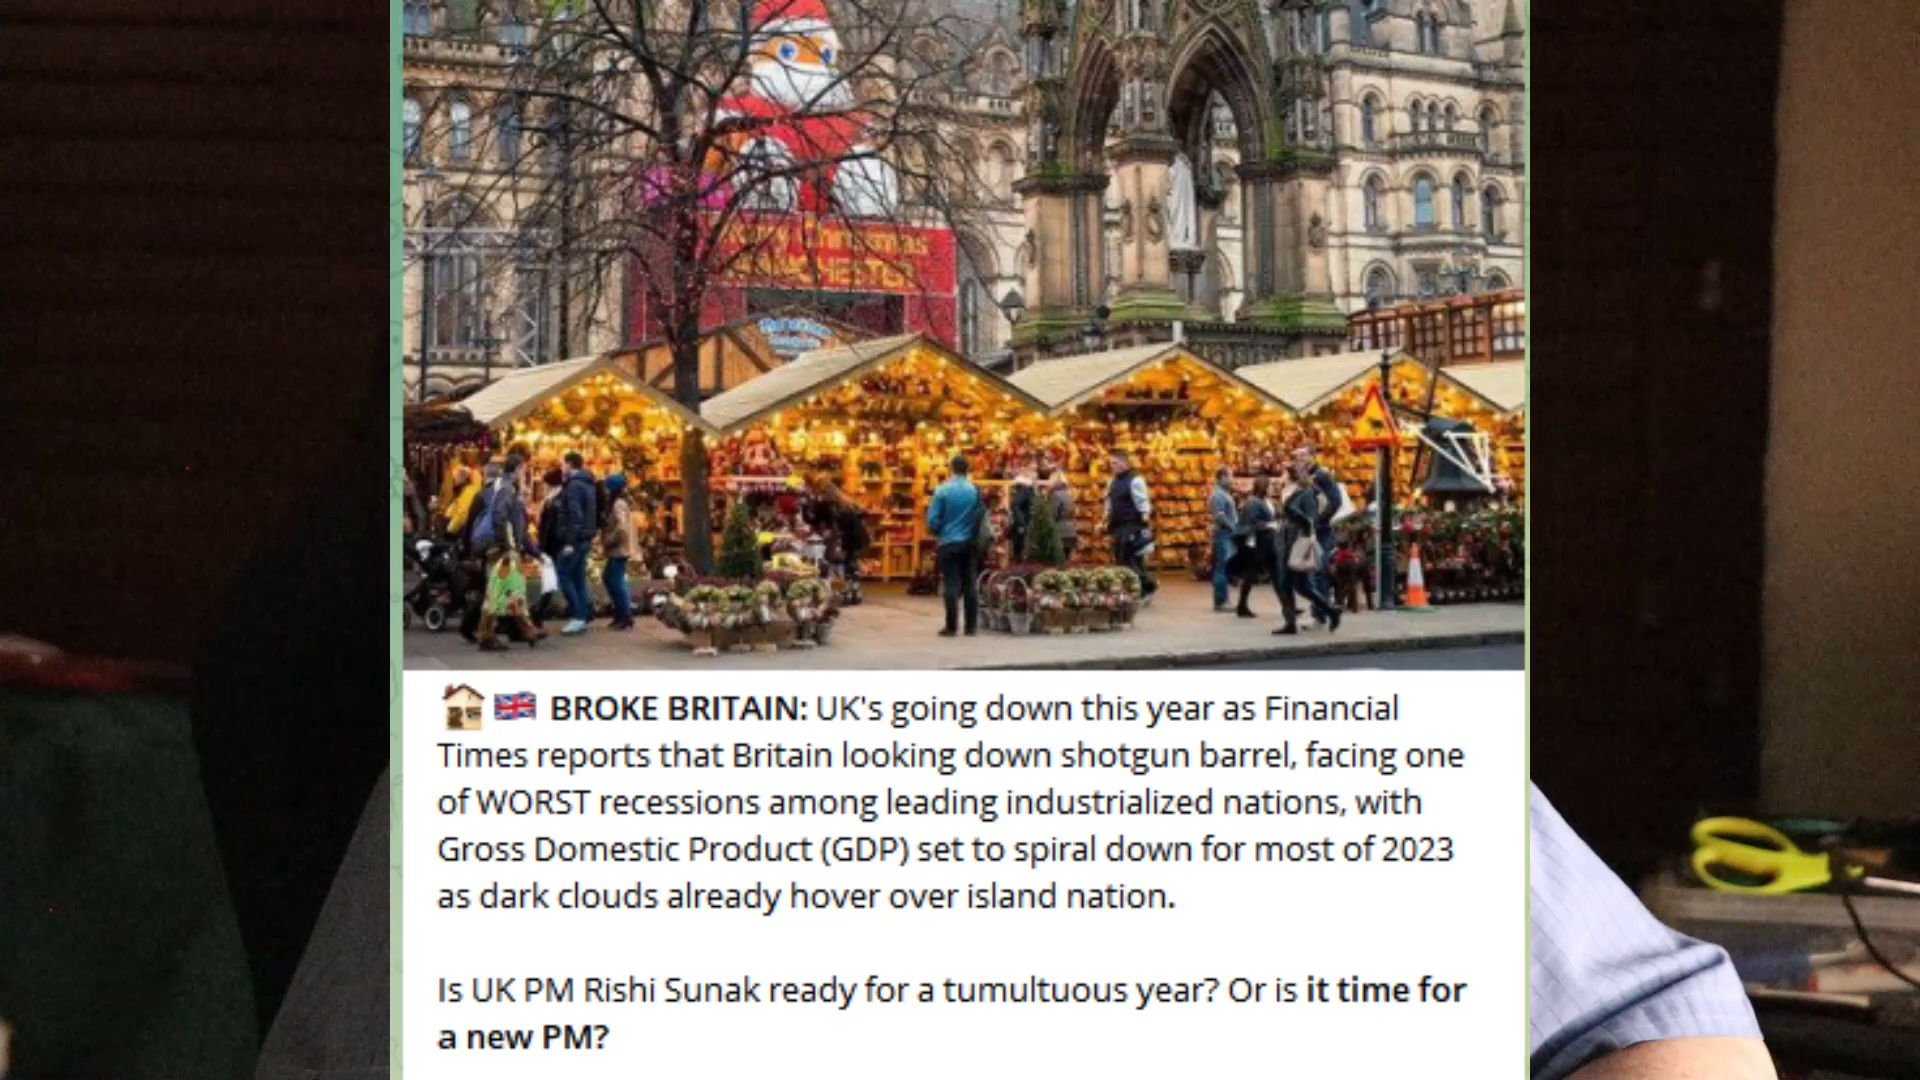 Merry Christmas
MANCHESTER
BROKE BRITAIN: UK's going down this year as Financial
Times reports that Britain looking down shotgun barrel, facing one
of WORST recessions among leading industrialized nations, with
Gross Domestic Product (GDP) set to spiral down for most of 2023
as dark clouds already hover over island nation.
Is UK PM Rishi Sunak ready for a tumultuous year? Or is it time for
a new PM?